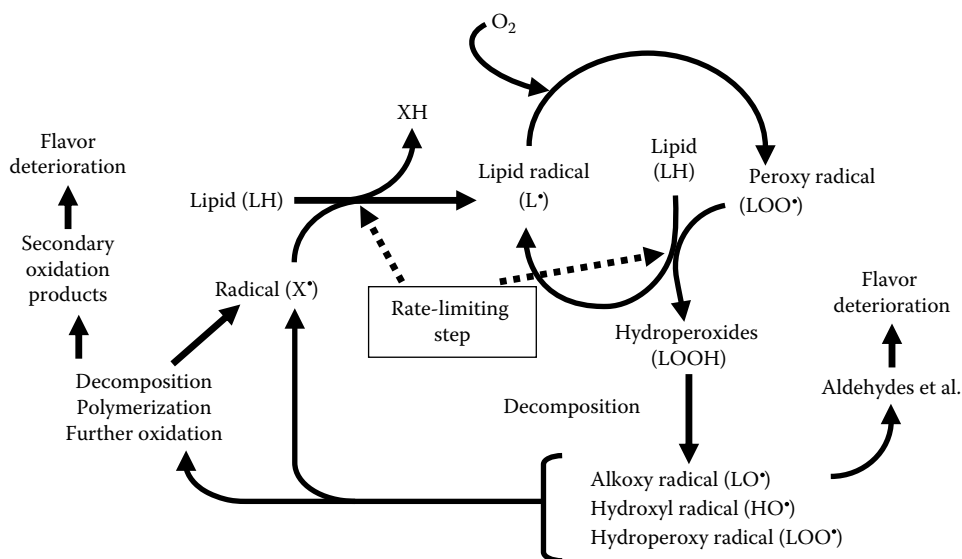 O₂
XH
Flavor
deterioration
Lipid
(LH)
Lipid radical
(L•)
Peroxy radical
(LOO•)
Lipid (LH)
Secondary
oxidation
products
Radical (X•)
Rate-limiting
step
Flavor
deterioration
Hydroperoxides
(LOOH)
Decomposition
Polymerization
Further oxidation
Decomposition
Aldehydes et al.
Alkoxy radical (LO•)
Hydroxyl radical (HO•)
Hydroperoxy radical (LOO•)